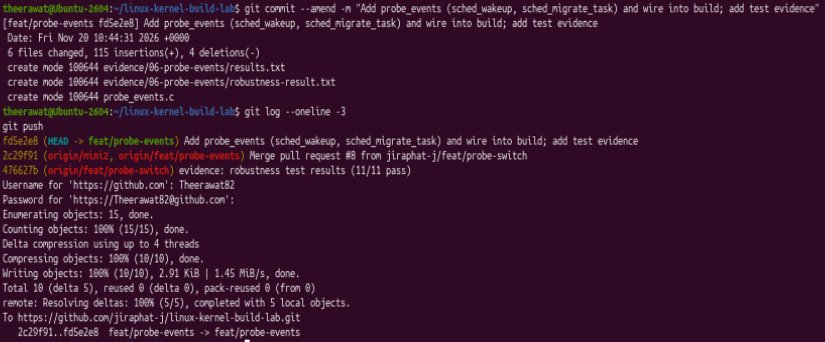 theerawat@Ubuntu-2604:~/linux-kernel-build-lab$ git commit --amend -m "Add probe_events (sched_wakeup, sched_migrate_task) and wire into build; add test evidence"
[feat/probe-events fd5e2e8] Add probe_events (sched_wakeup, sched_migrate_task) and wire into build; add test evidence
 Date: Fri Nov 20 10:44:31 2026 +0000
 6 files changed, 115 insertions(+), 4 deletions(-)
 create mode 100644 evidence/06-probe-events/results.txt
 create mode 100644 evidence/06-probe-events/robustness-result.txt
 create mode 100644 probe_events.c
theerawat@Ubuntu-2604:~/linux-kernel-build-lab$ git log --oneline -3
git push
fd5e2e8 (HEAD -> feat/probe-events) Add probe_events (sched_wakeup, sched_migrate_task) and wire into build; add test evidence
2c29f91 (origin/mini2, origin/feat/probe-events) Merge pull request #8 from jiraphat-j/feat/probe-switch
476627b (origin/feat/probe-switch) evidence: robustness test results (11/11 pass)
Username for 'https://github.com': Theerawat82
Password for 'https://Theerawat82@github.com':
Enumerating objects: 15, done.
Counting objects: 100% (15/15), done.
Delta compression using up to 4 threads
Compressing objects: 100% (10/10), done.
Writing objects: 100% (10/10), 2.91 KiB | 1.45 MiB/s, done.
Total 10 (delta 5), reused 0 (delta 0), pack-reused 0 (from 0)
remote: Resolving deltas: 100% (5/5), completed with 5 local objects.
To https://github.com/jiraphat-j/linux-kernel-build-lab.git
   2c29f91..fd5e2e8  feat/probe-events -> feat/probe-events